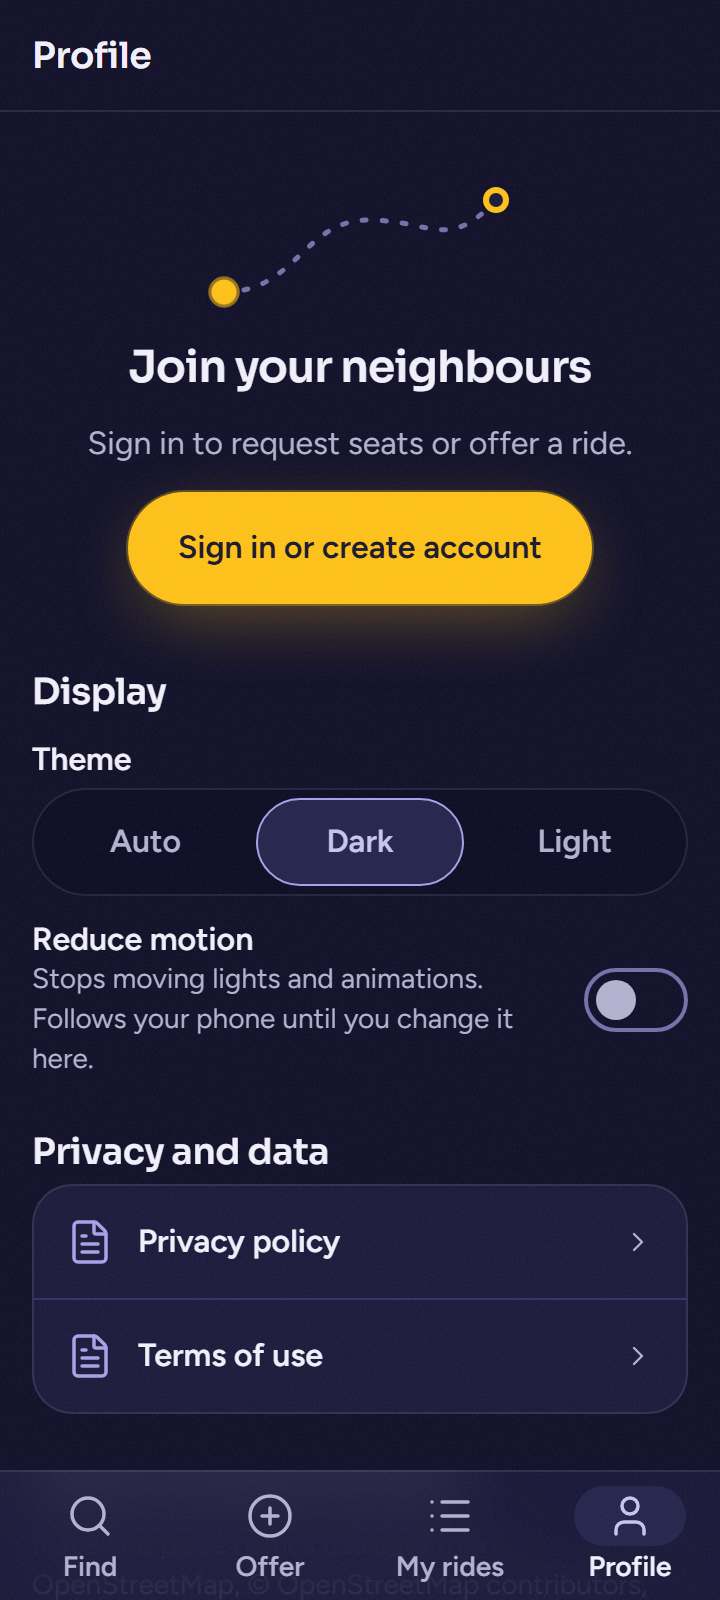 Profile
Join your neighbours
Sign in to request seats or offer a ride.
Sign in or create account
Display
Theme
Auto
Dark
Light
Reduce motion
Stops moving lights and animations.
Follows your phone until you change it
here.
Privacy and data
Privacy policy
Terms of use
Find
Offer
My rides
Profile
OpenStreetMap, © OpenStreetMap contributors,